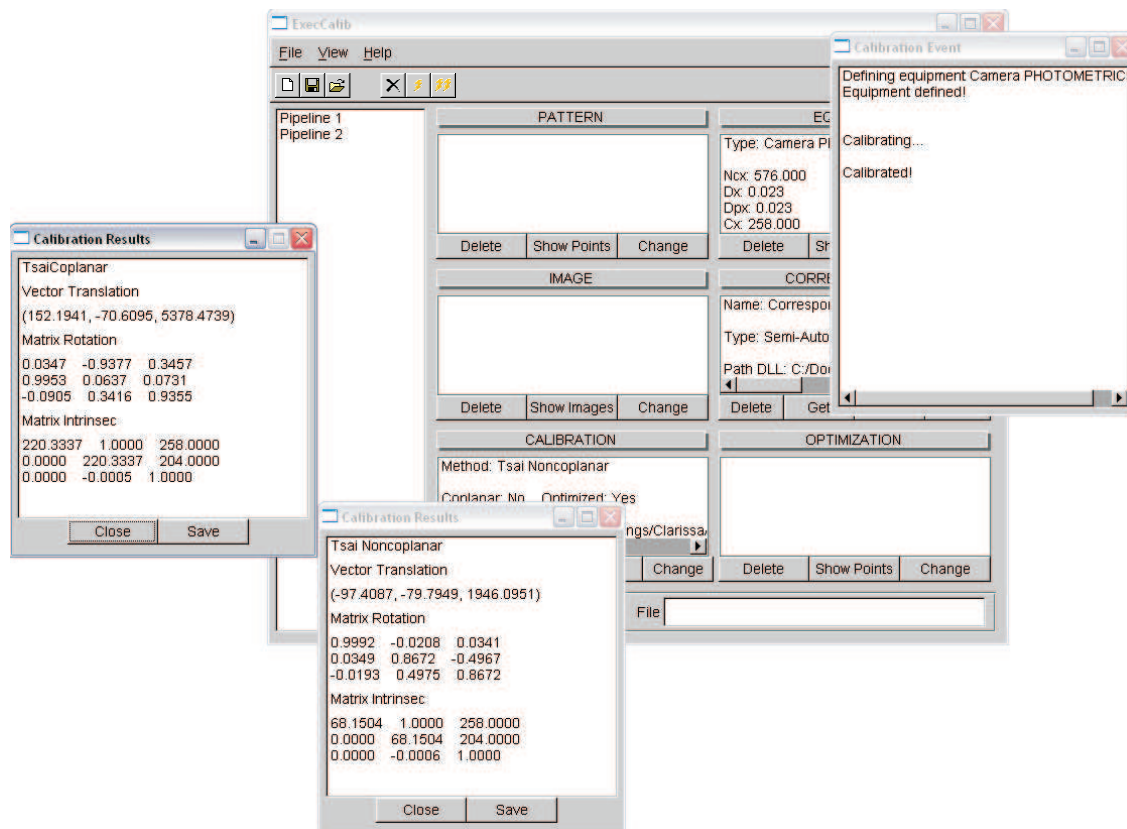 ExecCalib
File View Help
Pipeline 1
Pipeline 2
PATTERN
Delete Show Points Change
Type: Camera
Ncx: 576.000
Dx: 0.023
Dpx: 0.023
Cx: 258.000
Delete
IMAGE
Delete Show Images Change
Name:
Type:
Path DLL:
Delete
CALIBRATION
Method: Tsai Noncoplanar
Coplanar: No Optimized: Yes
Change
OPTIMIZATION
Delete Show Points Change
File
Calibration Event
Defining equipment Camera PHOTOMETRIC
Equipment defined!
Calibrating...
Calibrated!
Calibration Results
TsaiCoplanar
Vector Translation
(152.1941, -70.6095, 5378.4739)
Matrix Rotation
0.0347 -0.9377 0.3457
0.9953 0.0637 0.0731
-0.0905 0.3416 0.9355
Matrix Intrinsec
220.3337 1.0000 258.0000
0.0000 220.3337 204.0000
0.0000 -0.0005 1.0000
Close Save
Calibration Results
Tsai Noncoplanar
Vector Translation
(-97.4087, -79.7949, 1946.0951)
Matrix Rotation
0.9992 -0.0208 0.0341
0.0349 0.8672 -0.4967
-0.0193 0.4975 0.8672
Matrix Intrinsec
68.1504 1.0000 258.0000
0.0000 68.1504 204.0000
0.0000 -0.0006 1.0000
Close Save